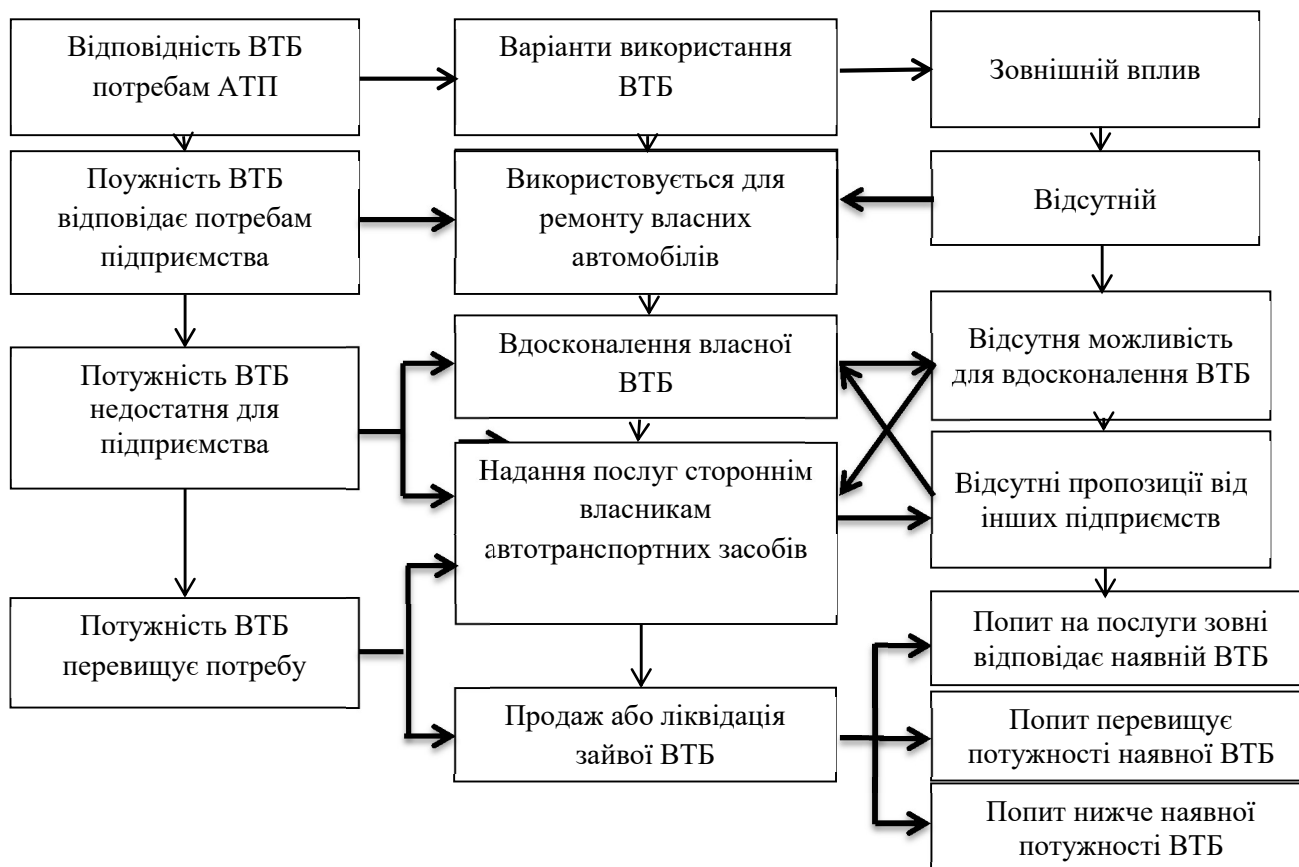 Відповідність ВТБ
потребам АТП
Варіанти використання
ВТБ
Зовнішній вплив
Поужність ВТБ
відповідає потребам
підприємства
Використовується для
ремонту власних
автомобілів
Відсутній
Потужність ВТБ
недостатня для
підприємства
Вдосконалення власної
ВТБ
Відсутня можливість
для вдосконалення ВТБ
Надання послуг стороннім
власникам
автотранспортних засобів
Відсутні пропозиції від
інших підприємств
Потужність ВТБ
перевищує потребу
Попит на послуги зовні
відповідає наявній ВТБ
Продаж або ліквідація
зайвої ВТБ
Попит перевищує
потужності наявної ВТБ
Попит нижче наявної
потужності ВТБ